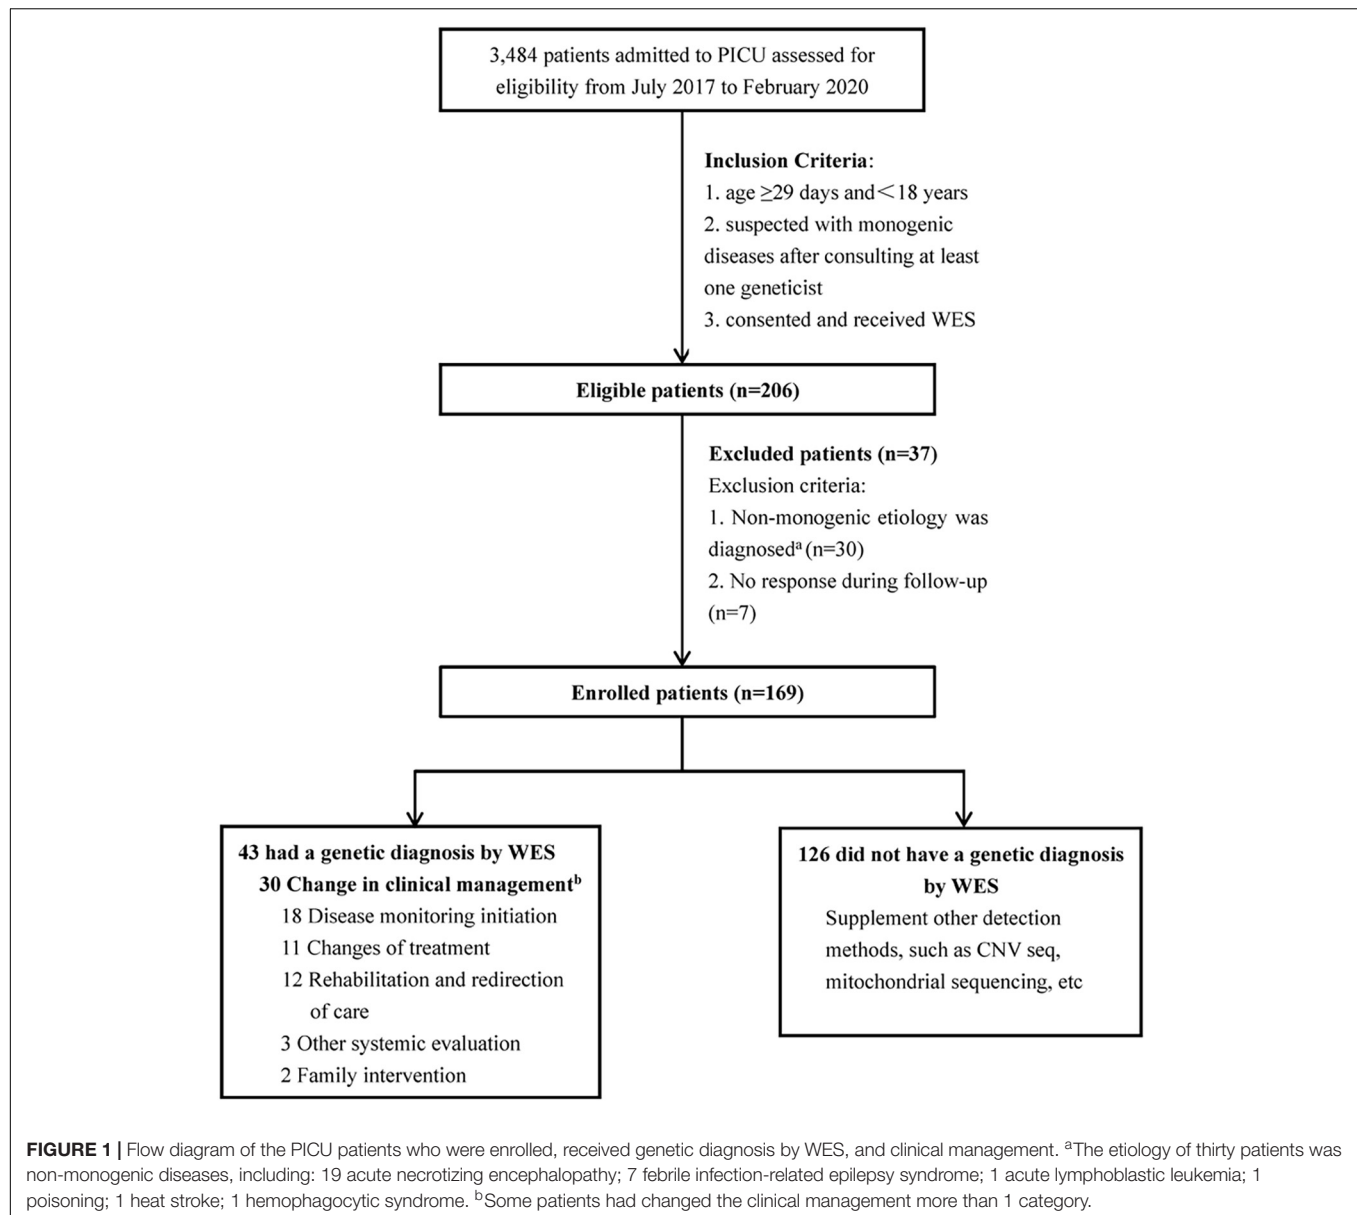 3,484 patients admitted to PICU assessed for
eligibility from July 2017 to February 2020
Inclusion Criteria:
1. age ≥29 days and<18 years
2. suspected with monogenic
diseases after consulting at least
one geneticist
3. consented and received WES
Eligible patients (n=206)
Excluded patients (n=37)
Exclusion criteria:
1. Non-monogenic etiology was
diagnosedᵃ (n=30)
2. No response during follow-up
(n=7)
Enrolled patients (n=169)
43 had a genetic diagnosis by WES
30 Change in clinical managementᵇ
18 Disease monitoring initiation
11 Changes of treatment
12 Rehabilitation and redirection
of care
3 Other systemic evaluation
2 Family intervention
126 did not have a genetic diagnosis
by WES
Supplement other detection
methods, such as CNV seq,
mitochondrial sequencing, etc
FIGURE 1 | Flow diagram of the PICU patients who were enrolled, received genetic diagnosis by WES, and clinical management. ᵃThe etiology of thirty patients was
non-monogenic diseases, including: 19 acute necrotizing encephalopathy; 7 febrile infection-related epilepsy syndrome; 1 acute lymphoblastic leukemia; 1
poisoning; 1 heat stroke; 1 hemophagocytic syndrome. ᵇSome patients had changed the clinical management more than 1 category.